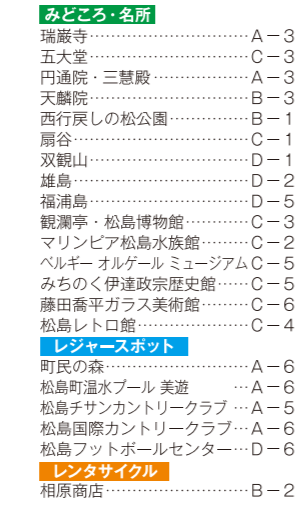 みどころ・名所
瑞巌寺…………………………A－3
五大堂…………………………C－3
円通院・三慧殿………………A－3
天麟院…………………………B－3
西行戻しの松公園……………B－1
扇谷……………………………C－1
双観山…………………………D－1
雄島……………………………D－2
福浦島…………………………D－5
観瀾亭・松島博物館…………C－3
マリンピア松島水族館………C－2
ベルギー オルゲール ミュージアムC－5
みちのく伊達政宗歴史館……C－5
藤田喬平ガラス美術館………C－6
松島レトロ館…………………C－4
レジャースポット
町民の森………………………A－6
松島町温水プール 美遊　…A－6
松島チサンカントリークラブ …A－5
松島国際カントリークラブ…A－6
松島フットボールセンター…D－6
レンタサイクル
相原商店………………………B－2